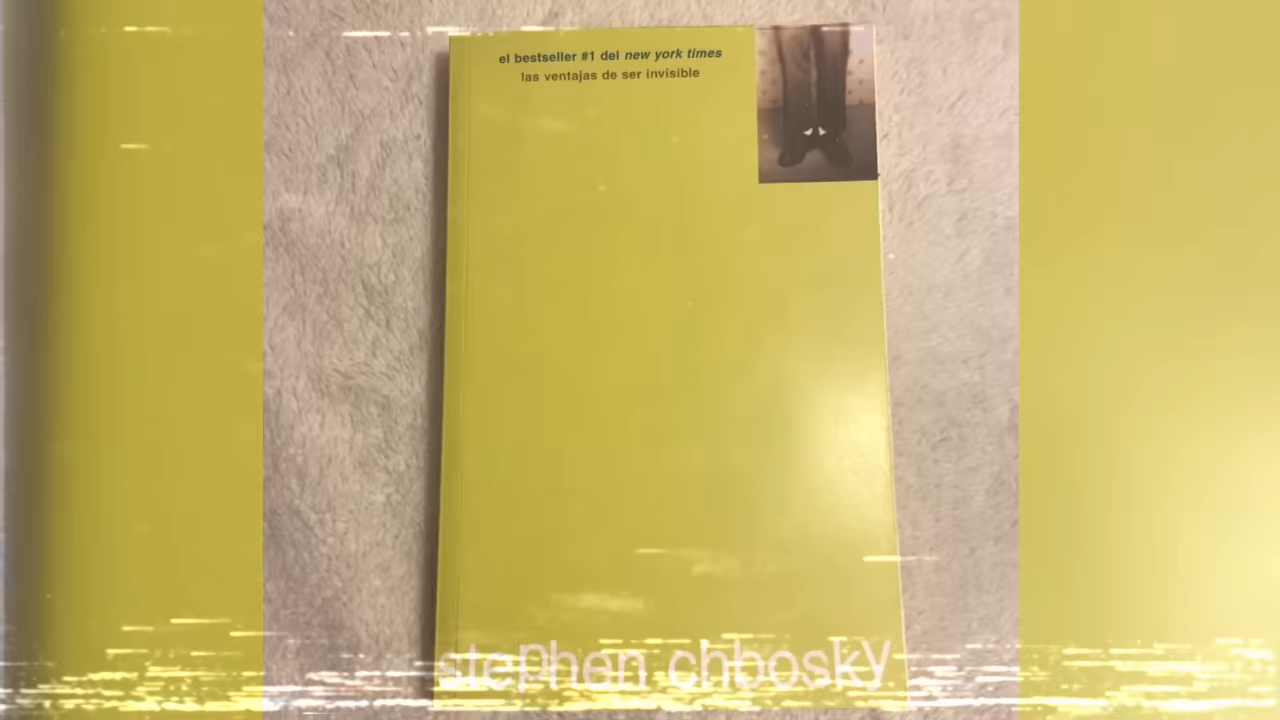 el bestseller #1 del new york times
las ventajas de ser invisible
stephen chbosky